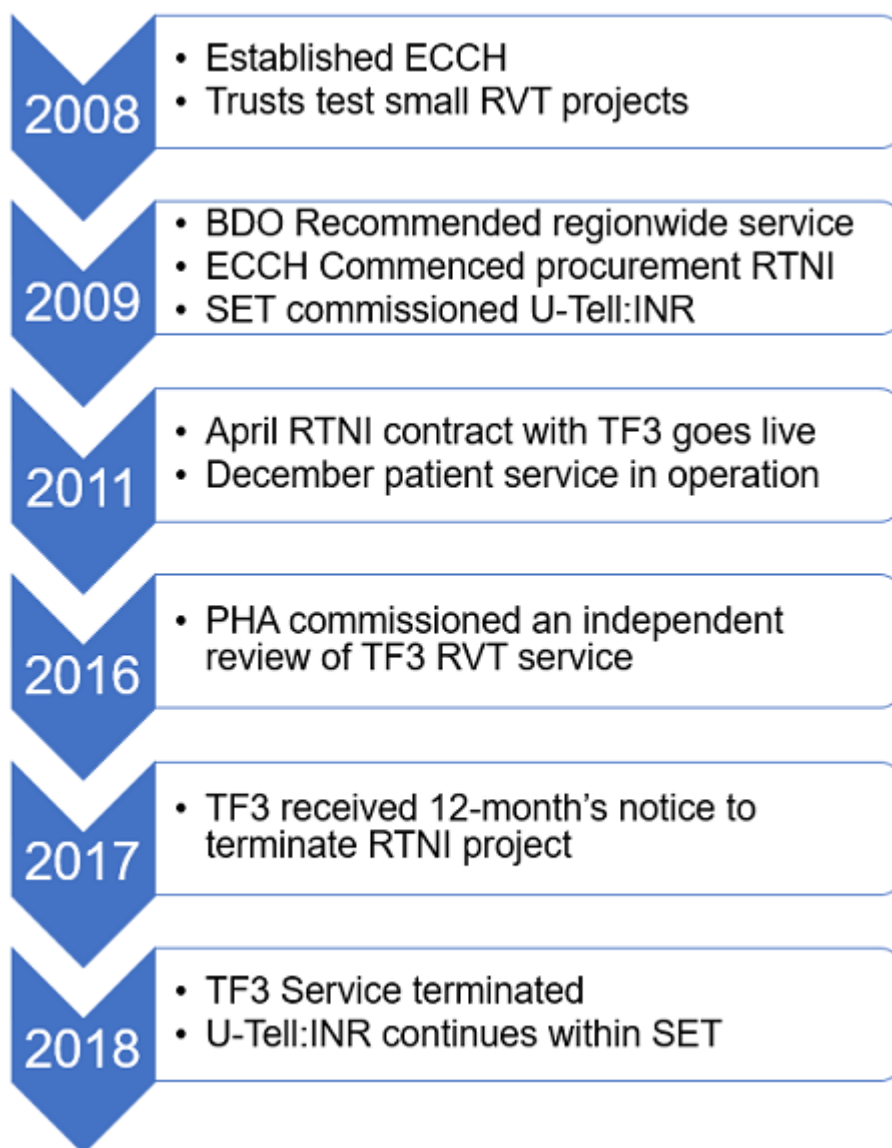 2008
• Established ECCH
• Trusts test small RVT projects
2009
• BDO Recommended regionwide service
• ECCH Commenced procurement RTNI
• SET commissioned U-Tell:INR
2011
• April RTNI contract with TF3 goes live
• December patient service in operation
2016
• PHA commissioned an independent
review of TF3 RVT service
2017
• TF3 received 12-month’s notice to
terminate RTNI project
2018
• TF3 Service terminated
• U-Tell:INR continues within SET